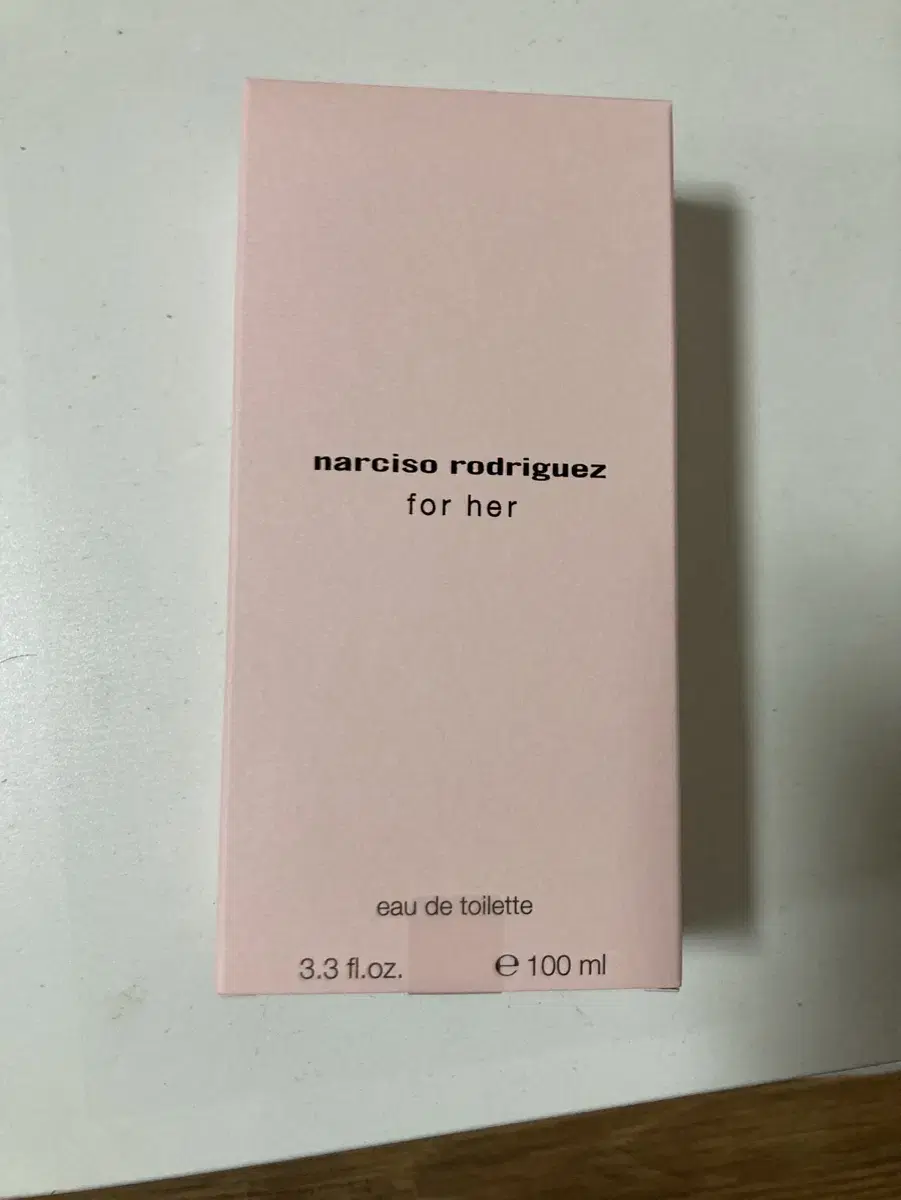 narciso rodriguez
for her
eau de toilette
3.3 fl.oz. ℮ 100 ml